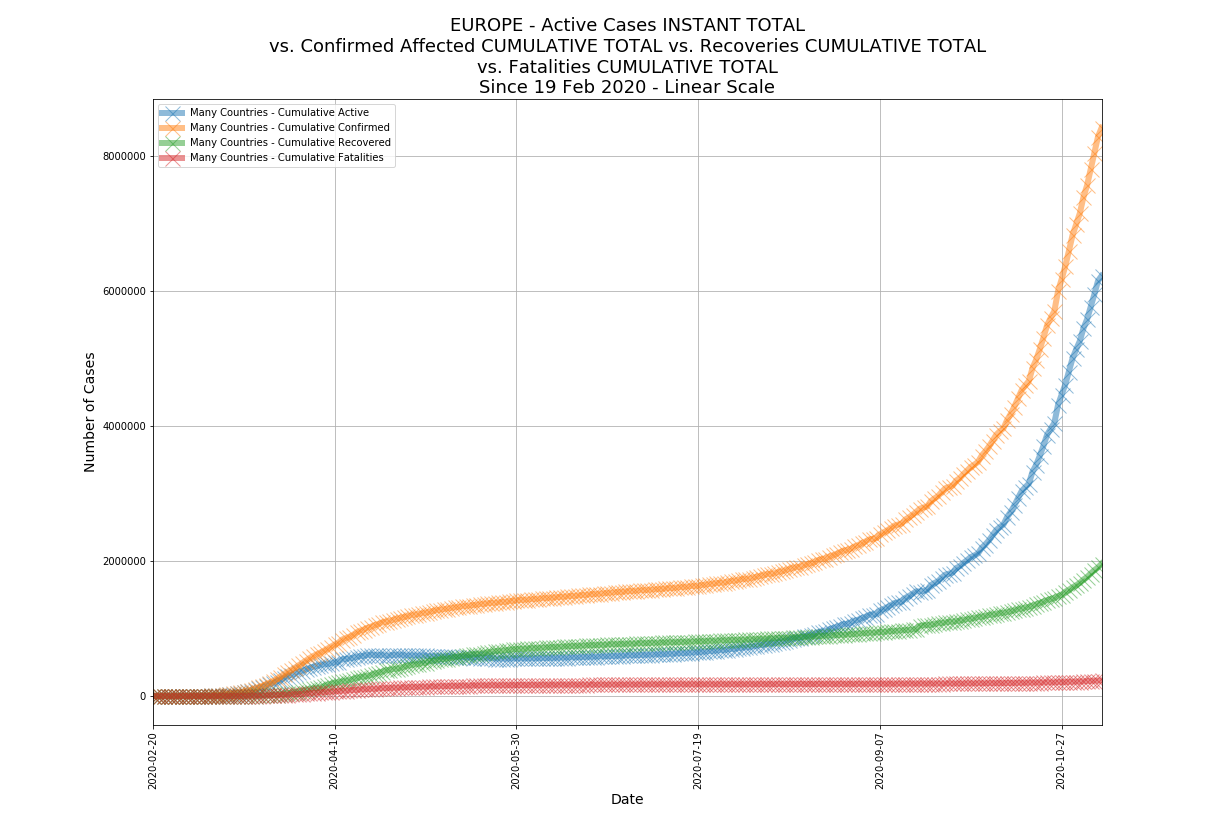 EUROPE - Active Cases INSTANT TOTAL
vs. Confirmed Affected CUMULATIVE TOTAL vs. Recoveries CUMULATIVE TOTAL
vs. Fatalities CUMULATIVE TOTAL
Since 19 Feb 2020 - Linear Scale
Many Countries - Cumulative Active
Many Countries - Cumulative Confirmed
Many Countries - Cumulative Recovered
Many Countries - Cumulative Fatalities
Number of Cases
8000000
6000000
4000000
2000000
0
2020-02-20
2020-04-10
2020-05-30
2020-07-19
2020-09-07
2020-10-27
Date